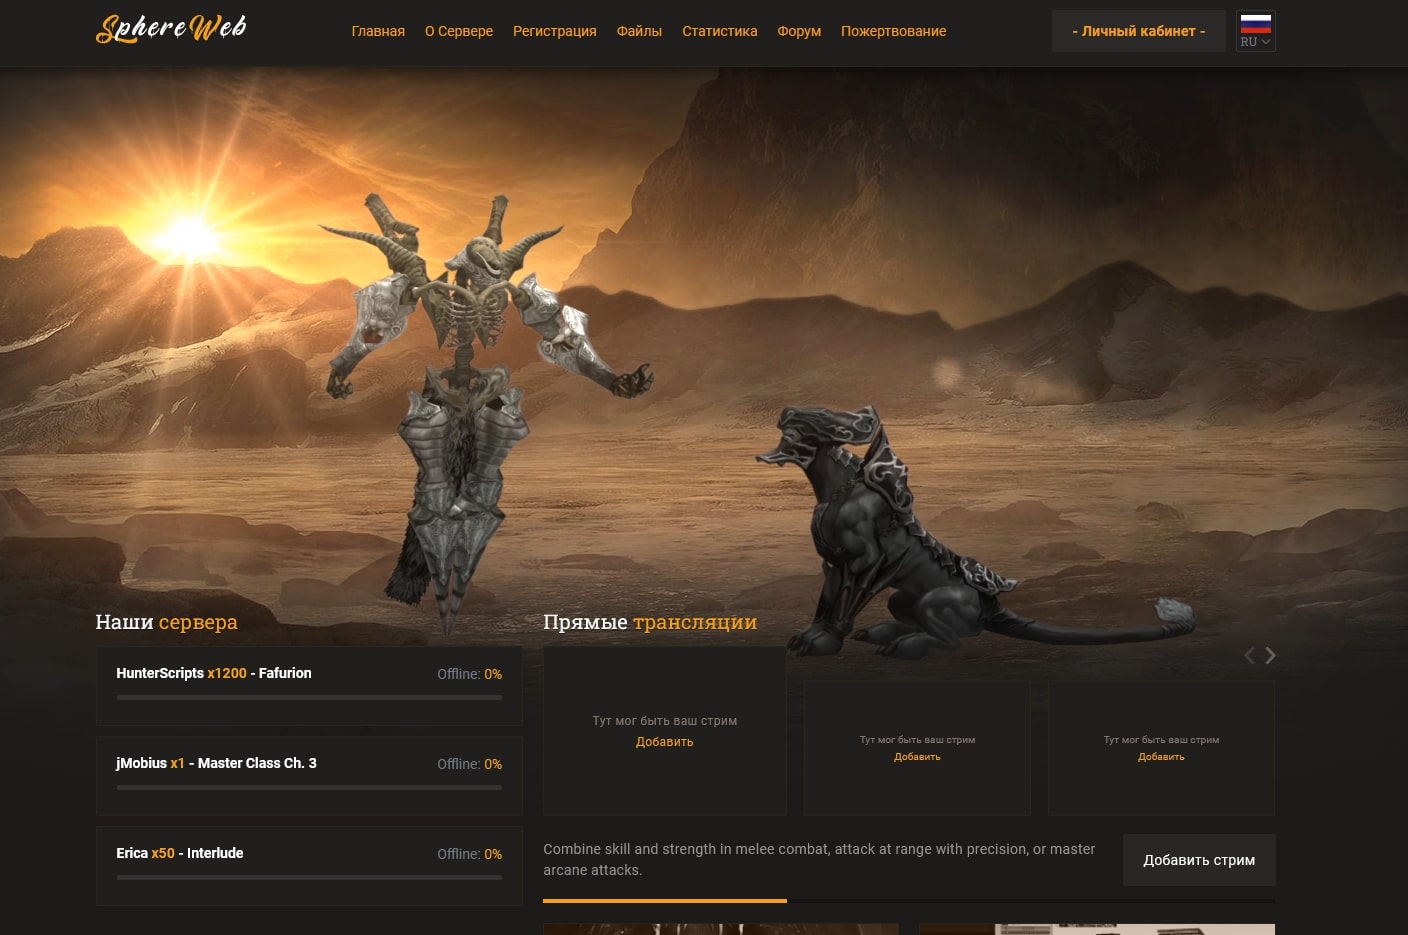 SphereWeb
Главная
О Сервере
Регистрация
Файлы
Статистика
Форум
Пожертвование
- Личный кабинет -
RU
Наши сервера
HunterScripts x1200 - Fafurion
Offline: 0%
jMobius x1 - Master Class Ch. 3
Offline: 0%
Erica x50 - Interlude
Offline: 0%
Прямые трансляции
Тут мог быть ваш стрим
Добавить
Тут мог быть ваш стрим
Добавить
Тут мог быть ваш стрим
Добавить
Combine skill and strength in melee combat, attack at range with precision, or master
arcane attacks.
Добавить стрим